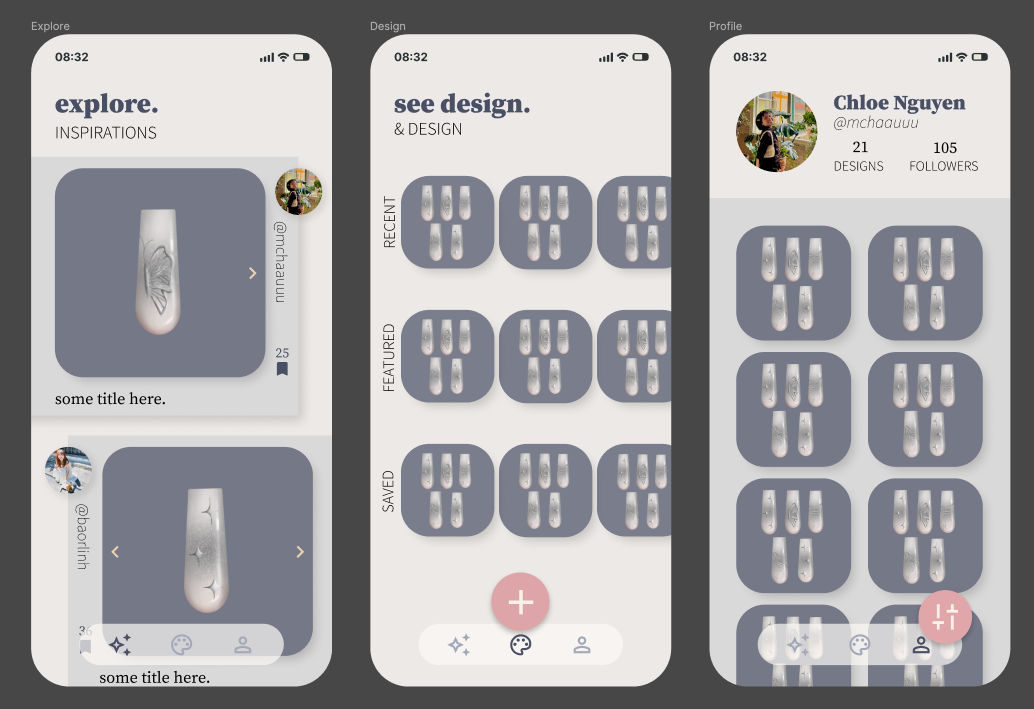 Explore
08:32
explore.
INSPIRATIONS
@mchaauuu
25
some title here.
@baorlinh
36
some title here.
Design
08:32
see design.
& DESIGN
RECENT
FEATURED
SAVED
Profile
08:32
Chloe Nguyen
@mchaauuu
21
DESIGNS
105
FOLLOWERS